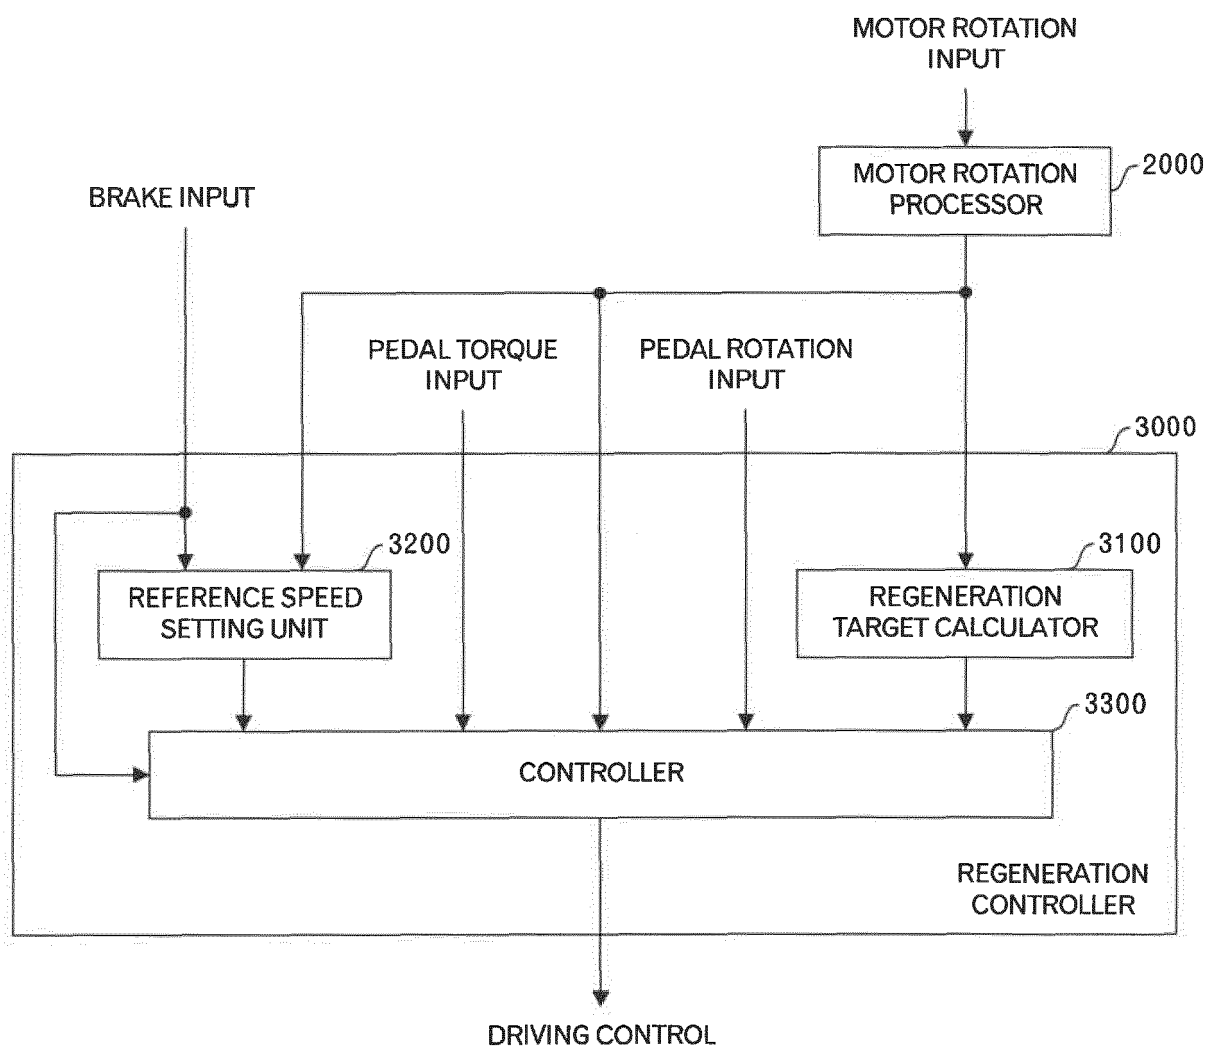 MOTOR ROTATION
INPUT
MOTOR ROTATION
PROCESSOR
2000
BRAKE INPUT
PEDAL TORQUE
INPUT
PEDAL ROTATION
INPUT
3000
3200
REFERENCE SPEED
SETTING UNIT
3100
REGENERATION
TARGET CALCULATOR
3300
CONTROLLER
REGENERATION
CONTROLLER
DRIVING CONTROL